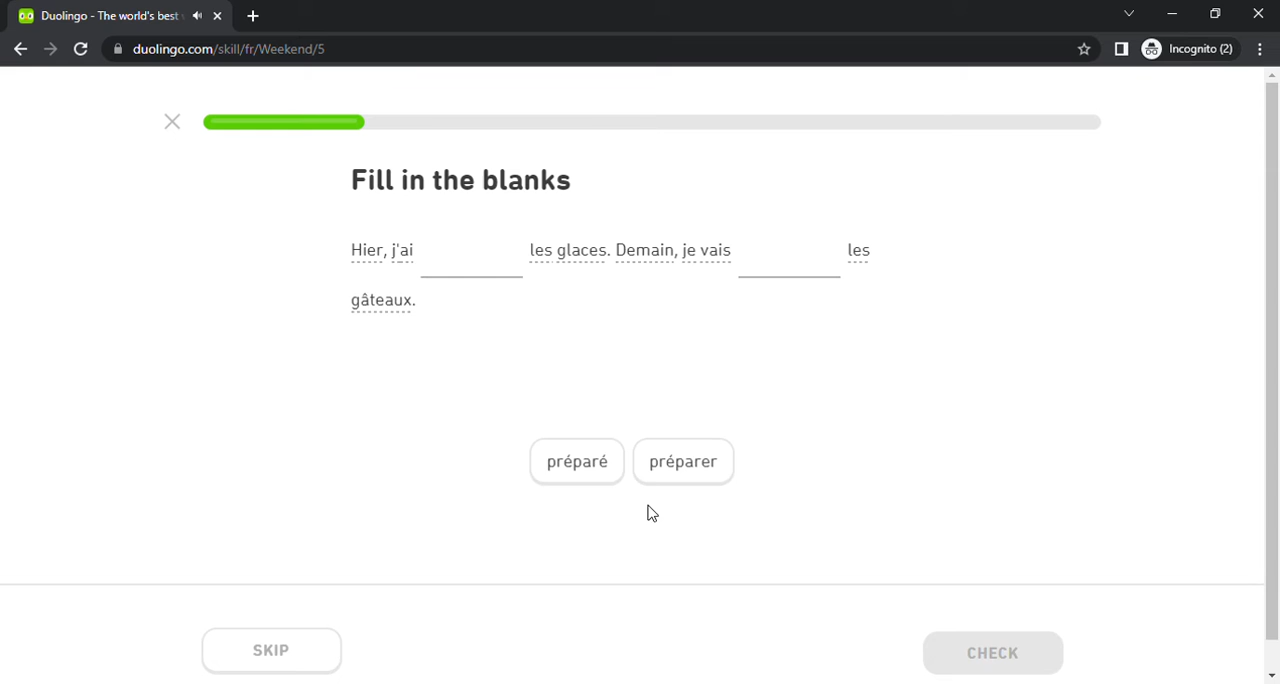 Duolingo - The world's best
duolingo.com/skill/fr/Weekend/5
Incognito (2)
Fill in the blanks
Hier, j'ai les glaces. Demain, je vais les
gâteaux.
préparé préparer
SKIP CHECK